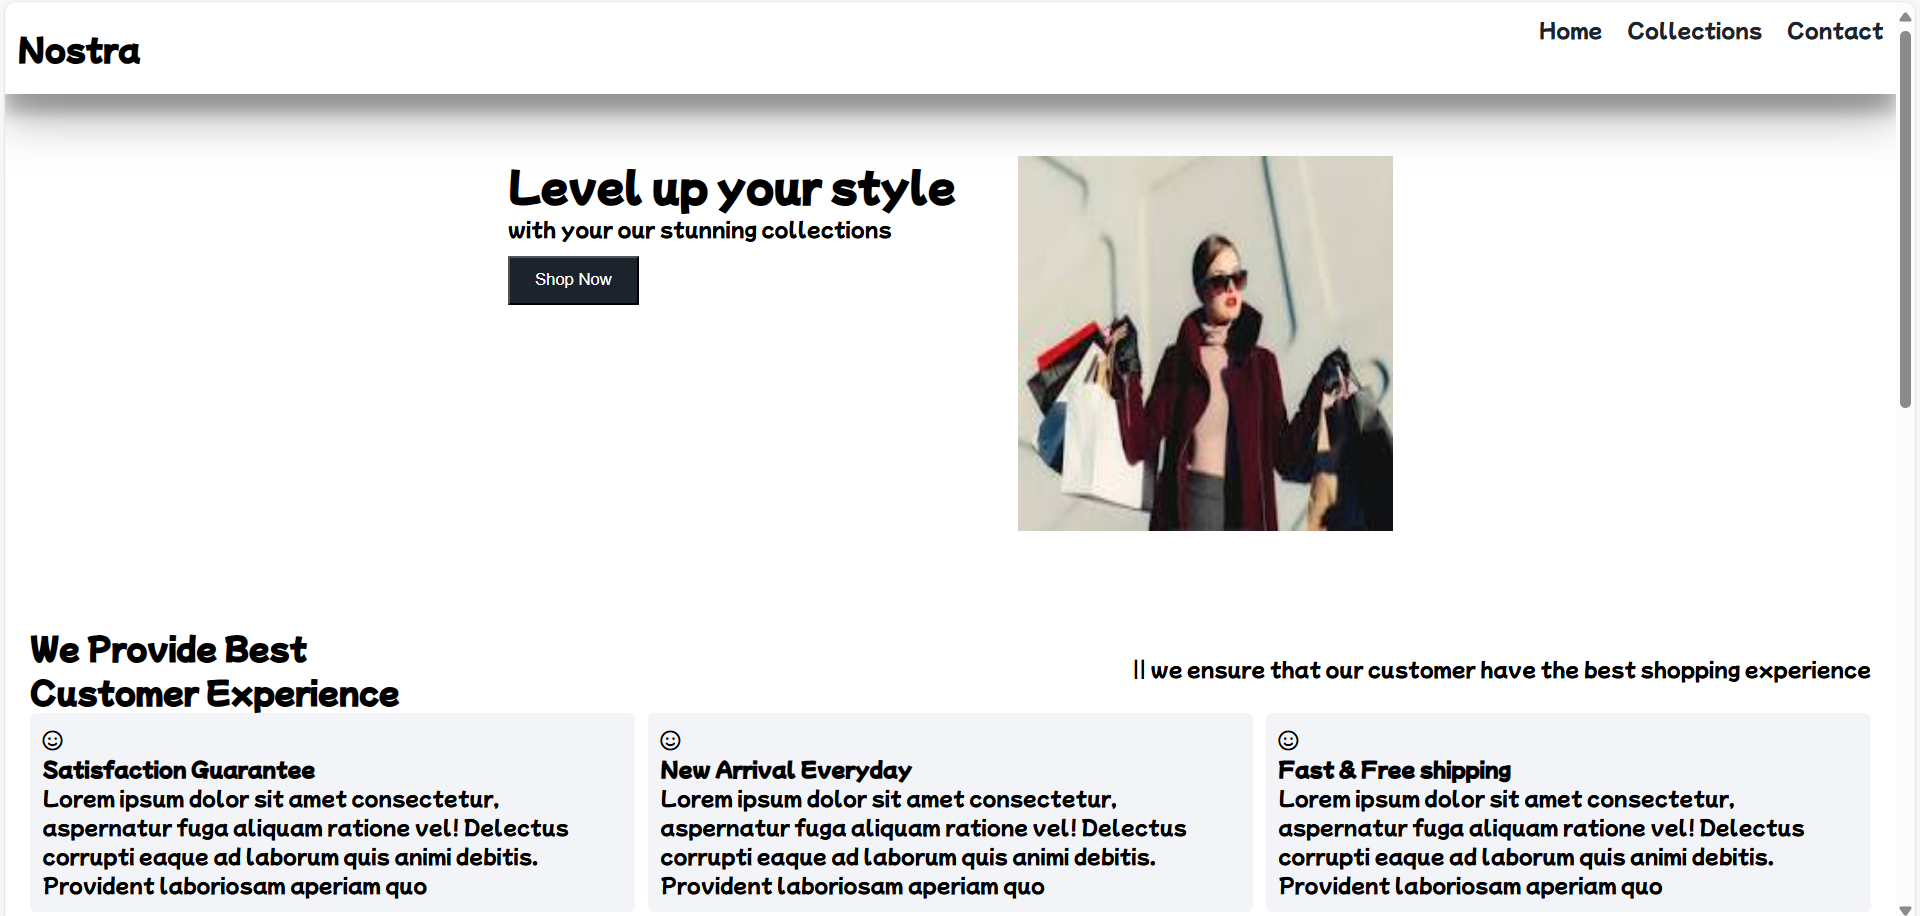 Nostra
Home Collections Contact
Level up your style
with your our stunning collections
Shop Now
We Provide Best
Customer Experience
|| we ensure that our customer have the best shopping experience
Satisfaction Guarantee
Lorem ipsum dolor sit amet consectetur,
aspernatur fuga aliquam ratione vel! Delectus
corrupti eaque ad laborum quis animi debitis.
Provident laboriosam aperiam quo
New Arrival Everyday
Lorem ipsum dolor sit amet consectetur,
aspernatur fuga aliquam ratione vel! Delectus
corrupti eaque ad laborum quis animi debitis.
Provident laboriosam aperiam quo
Fast & Free shipping
Lorem ipsum dolor sit amet consectetur,
aspernatur fuga aliquam ratione vel! Delectus
corrupti eaque ad laborum quis animi debitis.
Provident laboriosam aperiam quo